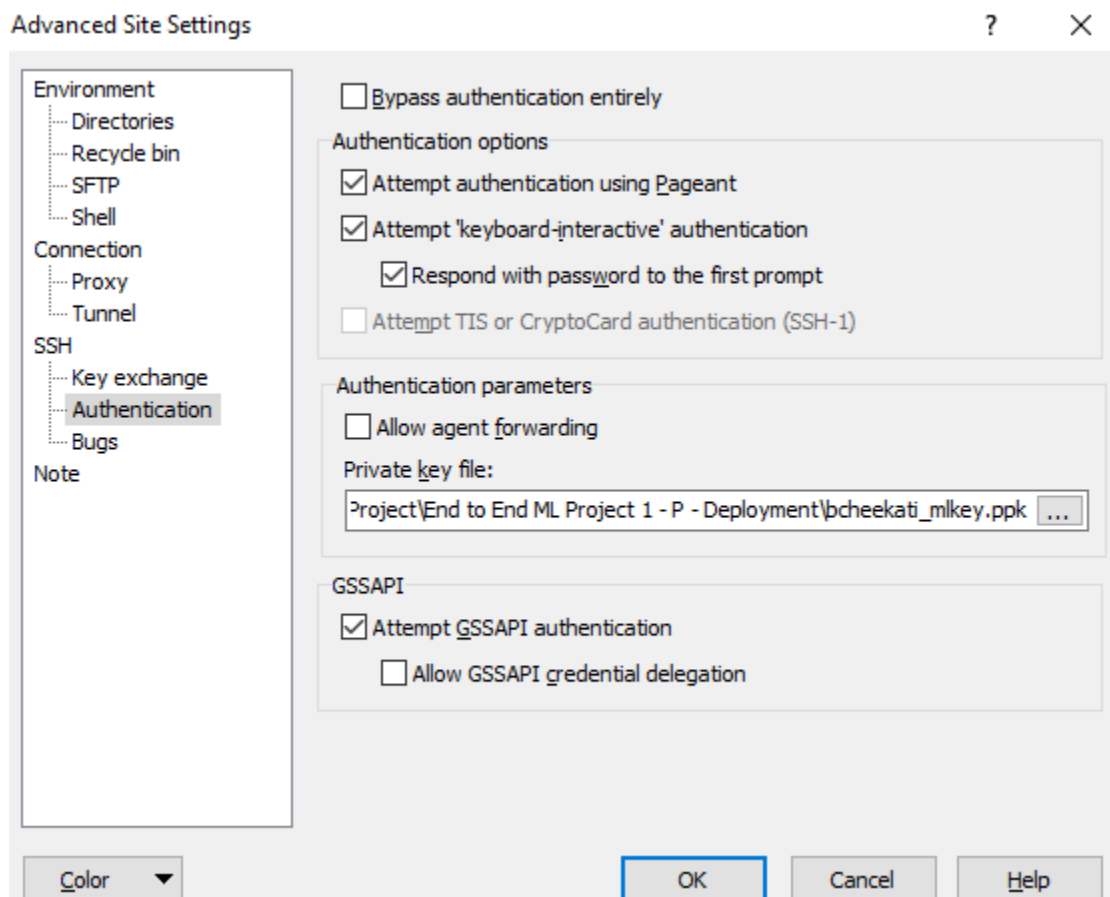 Advanced Site Settings
?
Environment
Directories
Recycle bin
SFTP
Shell
Connection
Proxy
Tunnel
SSH
Key exchange
Authentication
Bugs
Note
Bypass authentication entirely
Authentication options
Attempt authentication using Pageant
Attempt 'keyboard-interactive' authentication
Respond with password to the first prompt
Attempt TIS or CryptoCard authentication (SSH-1)
Authentication parameters
Allow agent forwarding
Private key file:
Project\End to End ML Project 1 - P - Deployment\bcheekati_mlkey.ppk ...
GSSAPI
Attempt GSSAPI authentication
Allow GSSAPI credential delegation
Color
OK
Cancel
Help